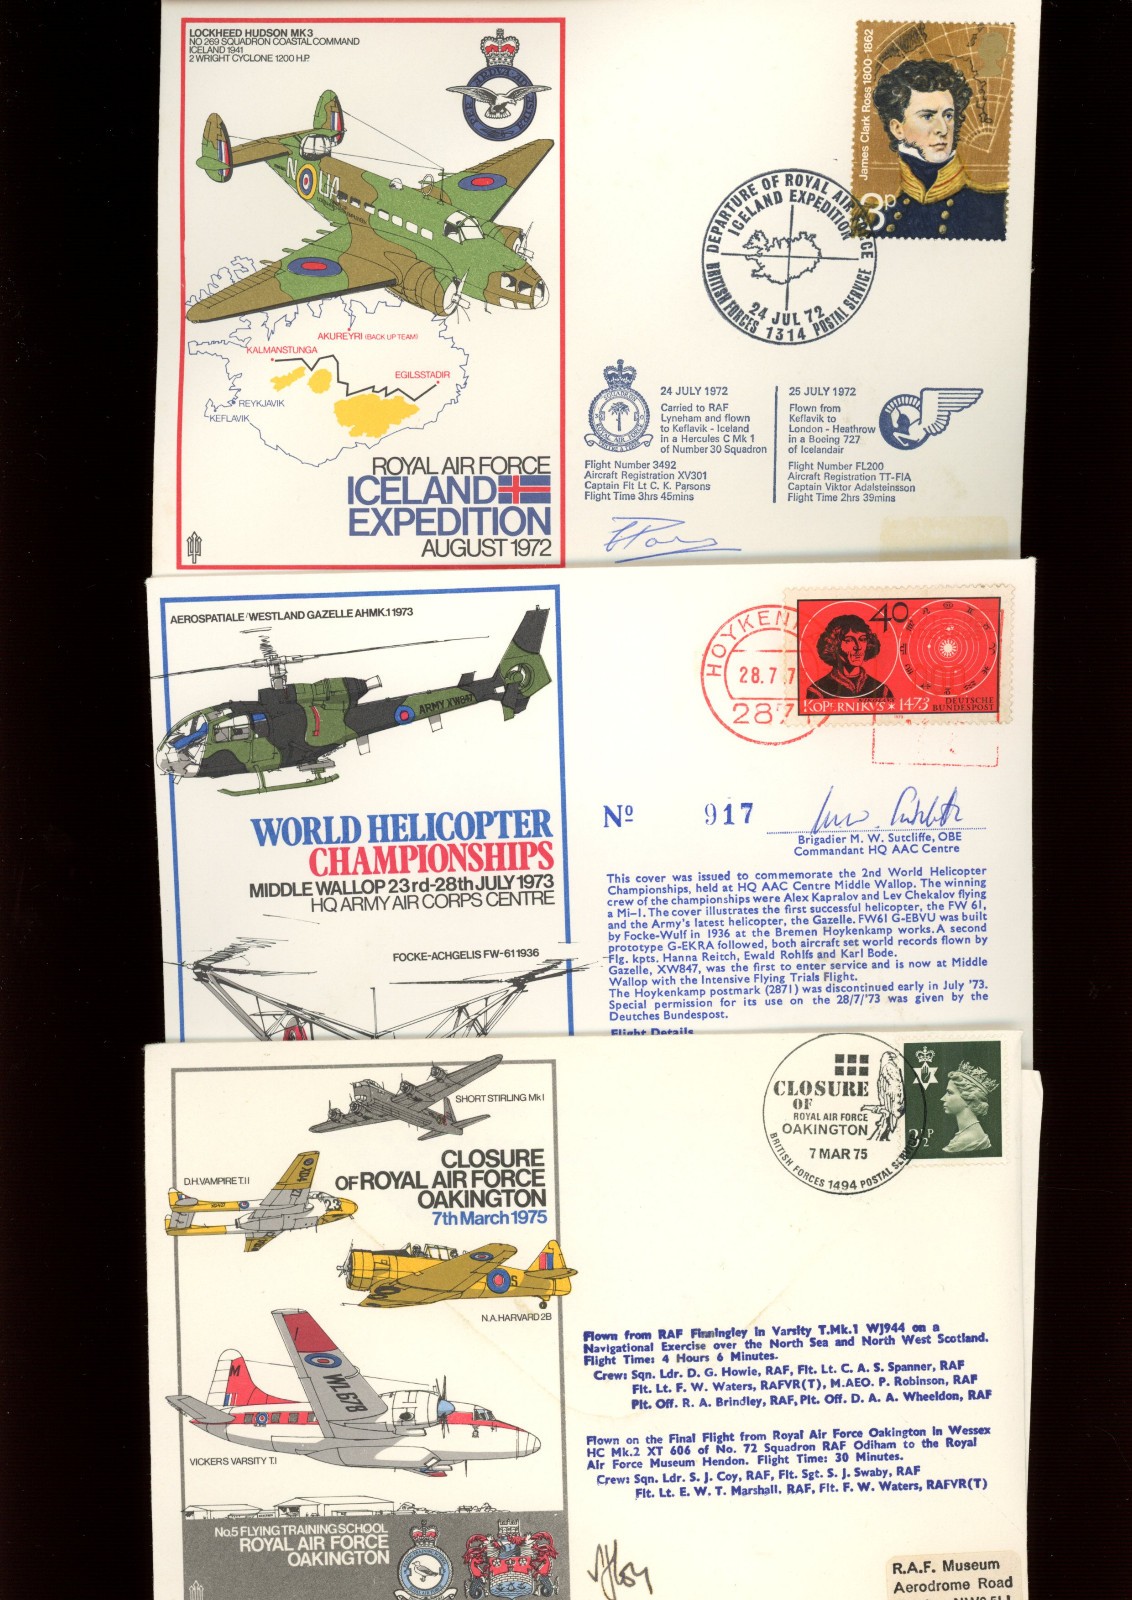 LOCKHEED HUDSON MK3
NO 269 SQUADRON COASTAL COMMAND
ICELAND 1941
2 WRIGHT CYCLONE 1200 H.P.
N
UA
AKUREYRI (BACK UP TEAM)
KALMANSTUNGA
EGILSSTADIR
REYKJAVIK
KEFLAVIK
ROYAL AIR FORCE
ICELAND
EXPEDITION
AUGUST 1972
James Clark Ross 1800-1862
3p
DEPARTURE OF ROYAL AIR FORCE
ICELAND EXPEDITION
24 JUL 72
BRITISH FORCES 1314 POSTAL SERVICE
24 JULY 1972
Carried to RAF
Lyneham and flown
to Keflavik - Iceland
in a Hercules C Mk 1
of Number 30 Squadron
Flight Number 3492
Aircraft Registration XV301
Captain Flt Lt C. K. Parsons
Flight Time 3hrs 45mins
25 JULY 1972
Flown from
Keflavik to
London - Heathrow
in a Boeing 727
of Icelandair
Flight Number FL200
Aircraft Registration TT-FIA
Captain Viktor Adalsteinsson
Flight Time 2hrs 39mins
AEROSPATIALE/WESTLAND GAZELLE AHMK.1 1973
ARMY XW847
WORLD HELICOPTER
CHAMPIONSHIPS
MIDDLE WALLOP 23rd-28th JULY 1973
HQ ARMY AIR CORPS CENTRE
FOCKE-ACHGELIS FW-61 1936
HOYKEN
28.7.7
287
40
KOPERNIKVS * 1473
DEUTSCHE
BUNDESPOST
No 917
Brigadier M. W. Sutcliffe, OBE
Commandant HQ AAC Centre
This cover was issued to commemorate the 2nd World Helicopter
Championships, held at HQ AAC Centre Middle Wallop. The winning
crew of the championships were Alex Kapralov and Lev Chekalov flying
a Mi-1. The cover illustrates the first successful helicopter, the FW 61,
and the Army's latest helicopter, the Gazelle. FW61 G-EBVU was built
by Focke-Wulf in 1936 at the Bremen Hoykenkamp works. A second
prototype G-EKRA followed, both aircraft set world records flown by
Flg. kpts. Hanna Reitch, Ewald Rohlfs and Karl Bode.
Gazelle, XW847, was the first to enter service and is now at Middle
Wallop with the Intensive Flying Trials Flight.
The Hoykenkamp postmark (2871) was discontinued early in July '73.
Special permission for its use on the 28/7/'73 was given by the
Deutches Bundespost.
Flight Details
SHORT STIRLING Mk I
CLOSURE
OF ROYAL AIR FORCE
OAKINGTON
7th March 1975
D.H. VAMPIRE T.11
23
N.A. HARVARD 2B
S
M
WL678
VICKERS VARSITY T.I
No.5 FLYING TRAINING SCHOOL
ROYAL AIR FORCE
OAKINGTON
CLOSURE
OF
ROYAL AIR FORCE
OAKINGTON
7 MAR 75
BRITISH FORCES 1494 POSTAL SER
3½P
Flown from RAF Finningley in Varsity T.Mk.1 WJ944 on a
Navigational Exercise over the North Sea and North West Scotland.
Flight Time: 4 Hours 6 Minutes.
Crew: Sqn. Ldr. D. G. Howie, RAF, Flt. Lt. C. A. S. Spanner, RAF
Flt. Lt. F. W. Waters, RAFVR(T), M.AEO. P. Robinson, RAF
Plt. Off. R. A. Brindley, RAF, Plt. Off. D. A. A. Wheeldon, RAF
Flown on the Final Flight from Royal Air Force Oakington in Wessex
HC Mk.2 XT 606 of No. 72 Squadron RAF Odiham to the Royal
Air Force Museum Hendon. Flight Time: 30 Minutes.
Crew: Sqn. Ldr. S. J. Coy, RAF, Flt. Sgt. S. J. Swaby, RAF
Flt. Lt. E. W. T. Marshall, RAF, Flt. F. W. Waters, RAFVR(T)
R.A.F. Museum
Aerodrome Road